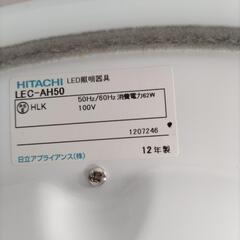 HITACHI LED照明器具
LEC-AH50
HLK
50Hz/60Hz 消費電力62W
100V
1207246
12年製
日立アプライアンス(株)